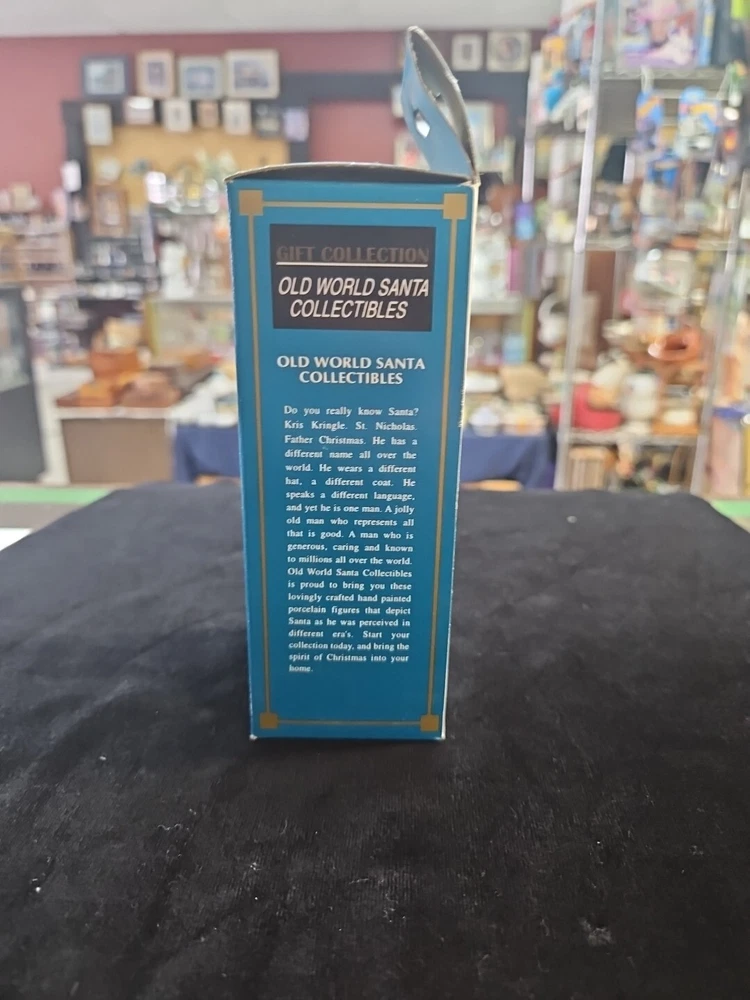 GIFT COLLECTION
OLD WORLD SANTA
COLLECTIBLES
OLD WORLD SANTA
COLLECTIBLES
Do you really know Santa?
Kris Kringle. St. Nicholas.
Father Christmas. He has a
different name all over the
world. He wears a different
hat, a different coat. He
speaks a different language,
and yet he is one man. A jolly
old man who represents all
that is good. A man who is
generous, caring and known
to millions all over the world.
Old World Santa Collectibles
is proud to bring you these
lovingly crafted hand painted
porcelain figures that depict
Santa as he was perceived in
different era's. Start your
collection today, and bring the
spirit of Christmas into your
home.